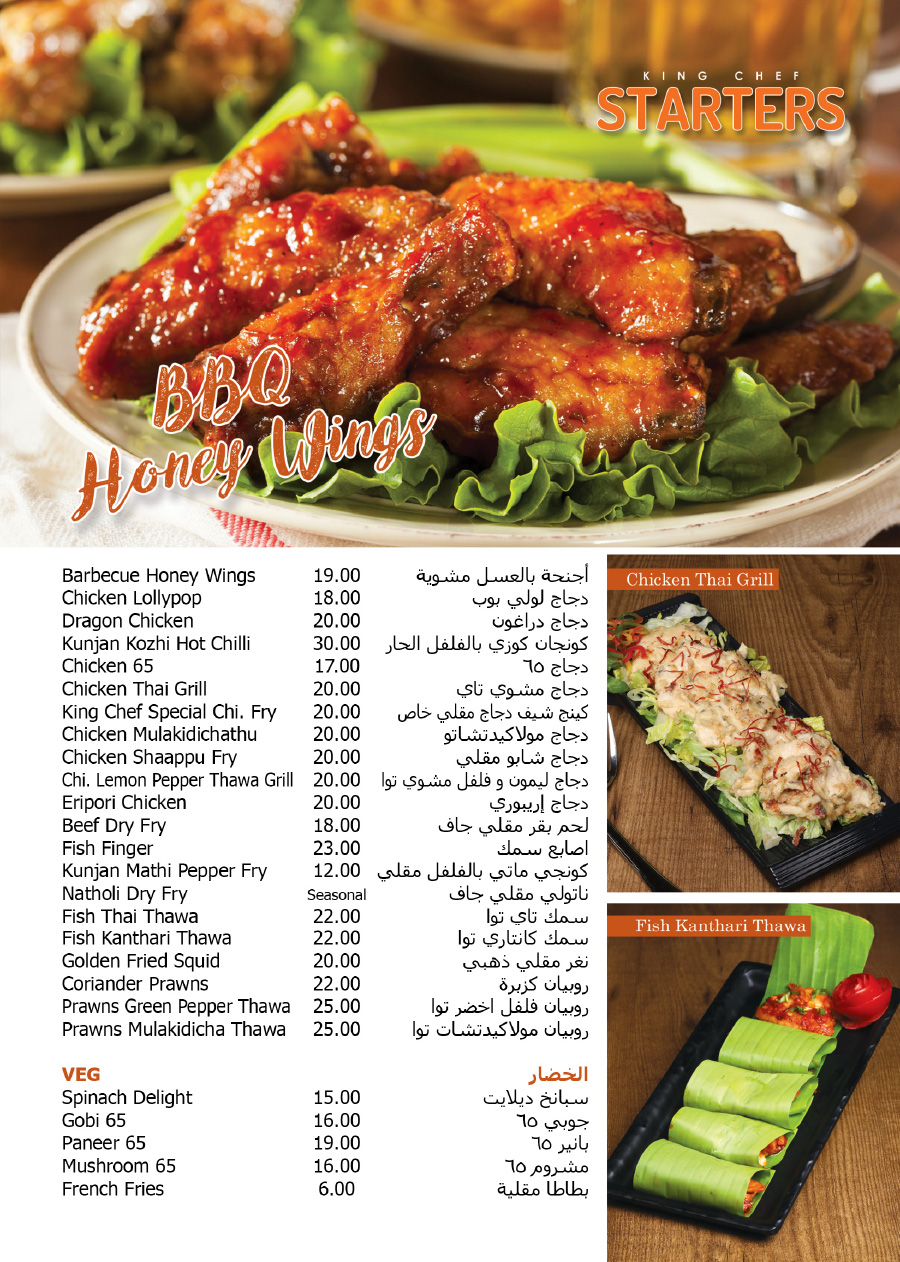 KING CHEF
STARTERS
BBQ
Honey Wings
Barbecue Honey Wings 19.00 أجنحة بالعسل مشوية
Chicken Lollypop 18.00 دجاج لولي بوب
Dragon Chicken 20.00 دجاج دراغون
Kunjan Kozhi Hot Chilli 30.00 كونجان كوزي بالفلفل الحار
Chicken 65 17.00 دجاج ٦٥
Chicken Thai Grill 20.00 دجاج مشوي تاي
King Chef Special Chi. Fry 20.00 كينج شيف دجاج مقلي خاص
Chicken Mulakidichathu 20.00 دجاج مولاكيدتشاتو
Chicken Shaappu Fry 20.00 دجاج شابو مقلي
Chi. Lemon Pepper Thawa Grill 20.00 دجاج ليمون و فلفل مشوي توا
Eripori Chicken 20.00 دجاج إريبوري
Beef Dry Fry 18.00 لحم بقر مقلي جاف
Fish Finger 23.00 اصابع سمك
Kunjan Mathi Pepper Fry 12.00 كونجي ماتي بالفلفل مقلي
Natholi Dry Fry Seasonal ناتولي مقلي جاف
Fish Thai Thawa 22.00 سمك تاي توا
Fish Kanthari Thawa 22.00 سمك كانتاري توا
Golden Fried Squid 20.00 نغر مقلي ذهبي
Coriander Prawns 22.00 روبيان كزبرة
Prawns Green Pepper Thawa 25.00 روبيان فلفل اخضر توا
Prawns Mulakidicha Thawa 25.00 روبيان مولاكيدتشات توا
VEG الخضار
Spinach Delight 15.00 سبانخ ديلايت
Gobi 65 16.00 جوبي ٦٥
Paneer 65 19.00 بانير ٦٥
Mushroom 65 16.00 مشروم ٦٥
French Fries 6.00 بطاطا مقلية
Chicken Thai Grill
Fish Kanthari Thawa